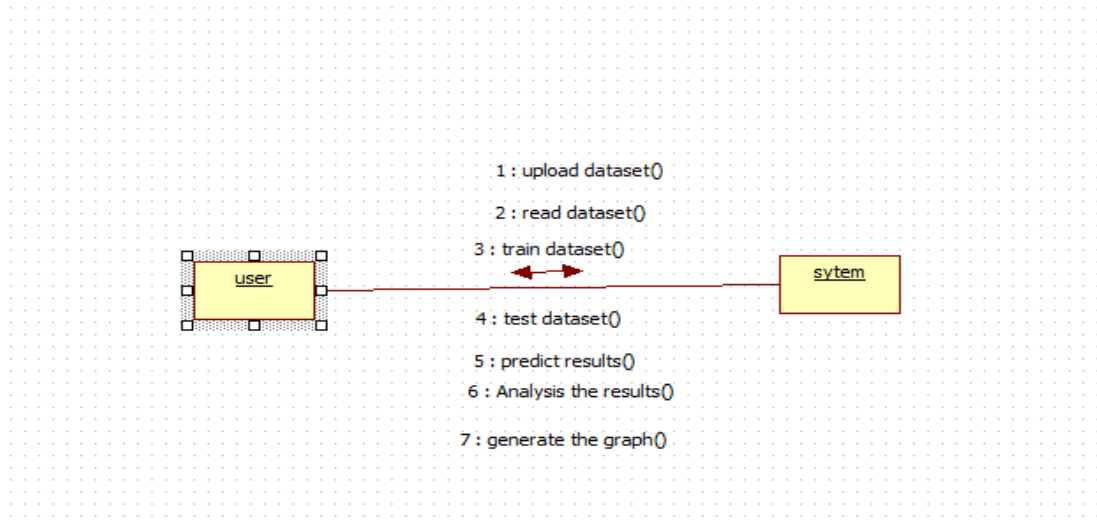 1 : upload dataset()
2 : read dataset()
3 : train dataset()
user
sytem
4 : test dataset()
5 : predict results()
6 : Analysis the results()
7 : generate the graph()